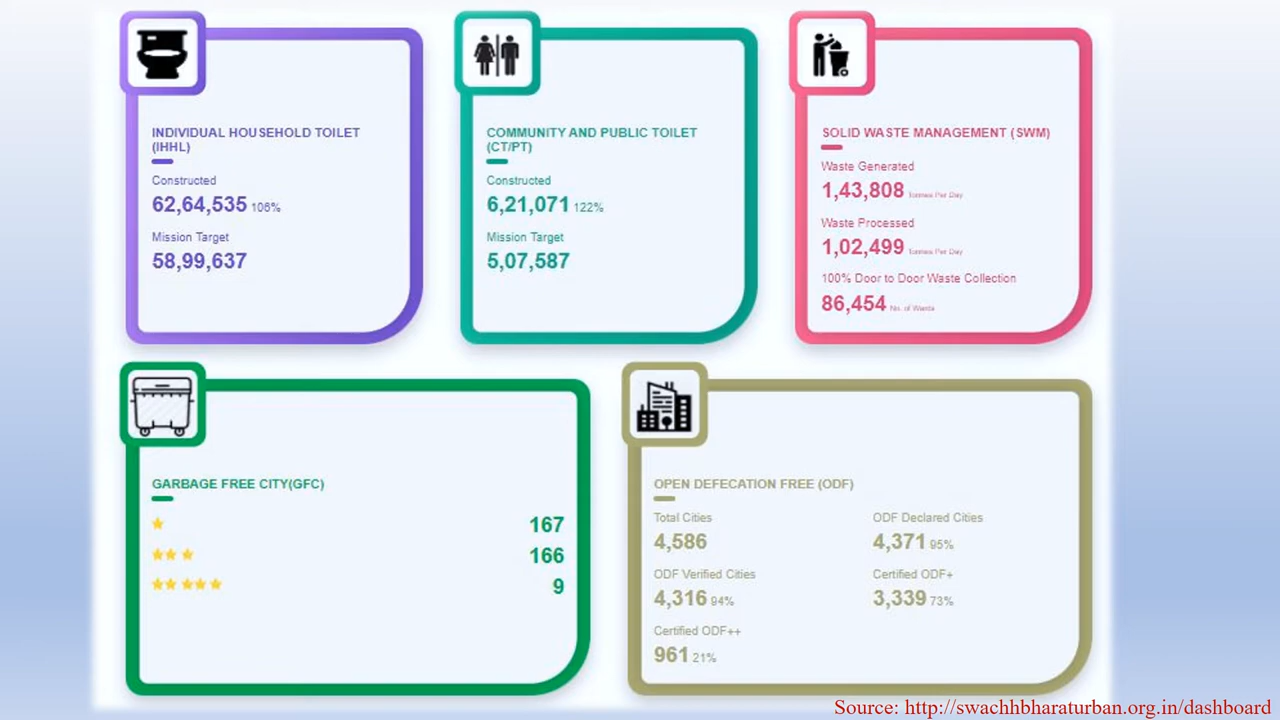 INDIVIDUAL HOUSEHOLD TOILET
(IHHL)
Constructed
62,64,535 106%
Mission Target
58,99,637
COMMUNITY AND PUBLIC TOILET
(CT/PT)
Constructed
6,21,071 122%
Mission Target
5,07,587
SOLID WASTE MANAGEMENT (SWM)
Waste Generated
1,43,808 Tonnes Per Day
Waste Processed
1,02,499 Tonnes Per Day
100% Door to Door Waste Collection
86,454 No. of Wards
GARBAGE FREE CITY(GFC)
167
166
9
OPEN DEFECATION FREE (ODF)
Total Cities
4,586
ODF Declared Cities
4,371 95%
ODF Verified Cities
4,316 94%
Certified ODF+
3,339 73%
Certified ODF++
961 21%
Source: http://swachhbharaturban.org.in/dashboard